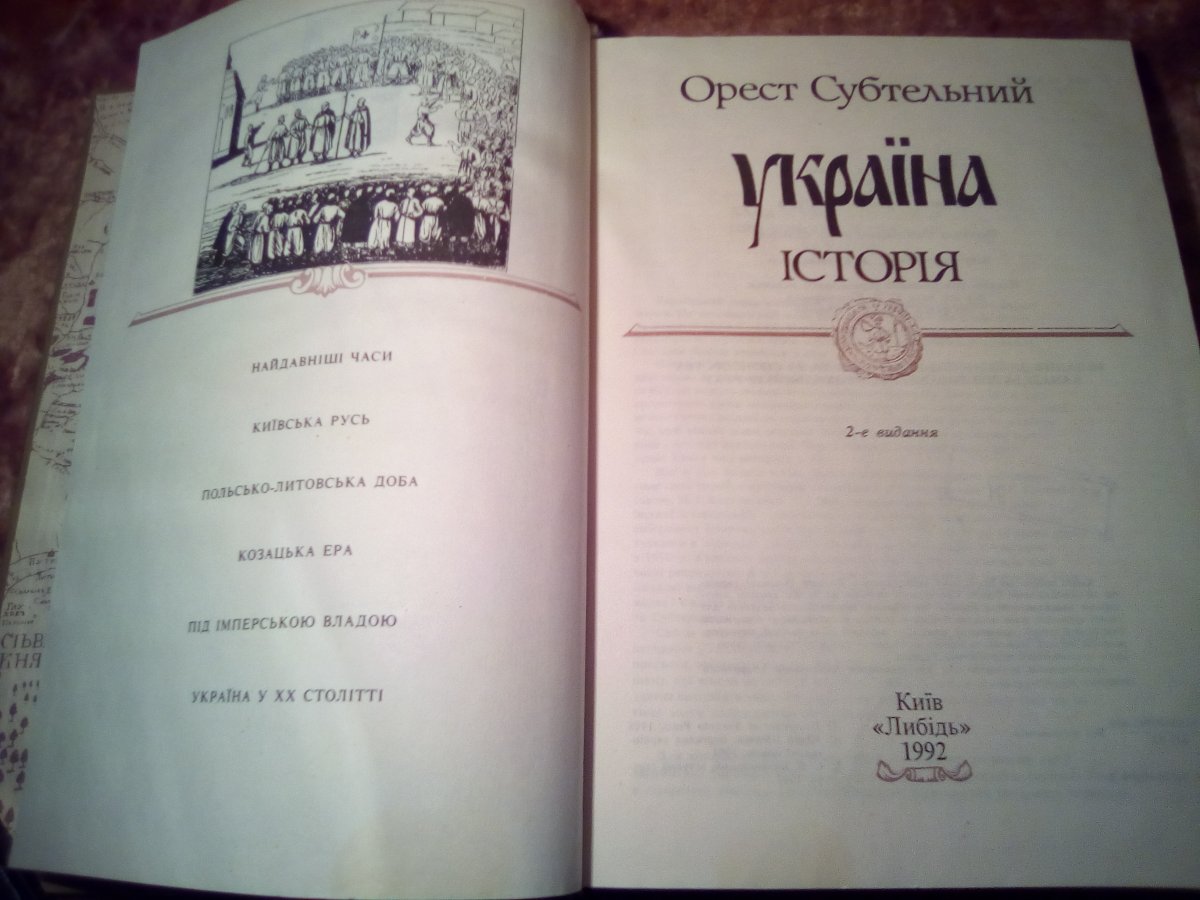 НАЙДАВНІШІ ЧАСИ
КИЇВСЬКА РУСЬ
ПОЛЬСЬКО-ЛИТОВСЬКА ДОБА
КОЗАЦЬКА ЕРА
ПІД ІМПЕРСЬКОЮ ВЛАДОЮ
УКРАЇНА У XX СТОЛІТТІ
Орест Субтельний
Україна
ІСТОРІЯ
2-е видання
Київ
«Либідь»
1992